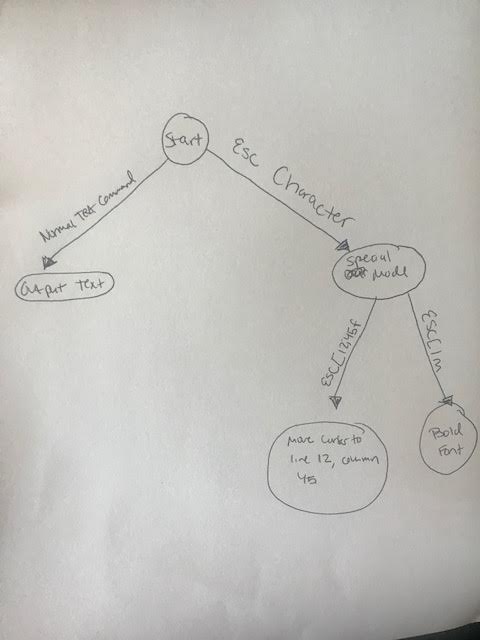 Start
Esc Character
Normal Text Command
Output Text
Special
Mode
ESC[12;45f
ESC[1m
Move Cursor to
line 12, column
45
Bold
Font